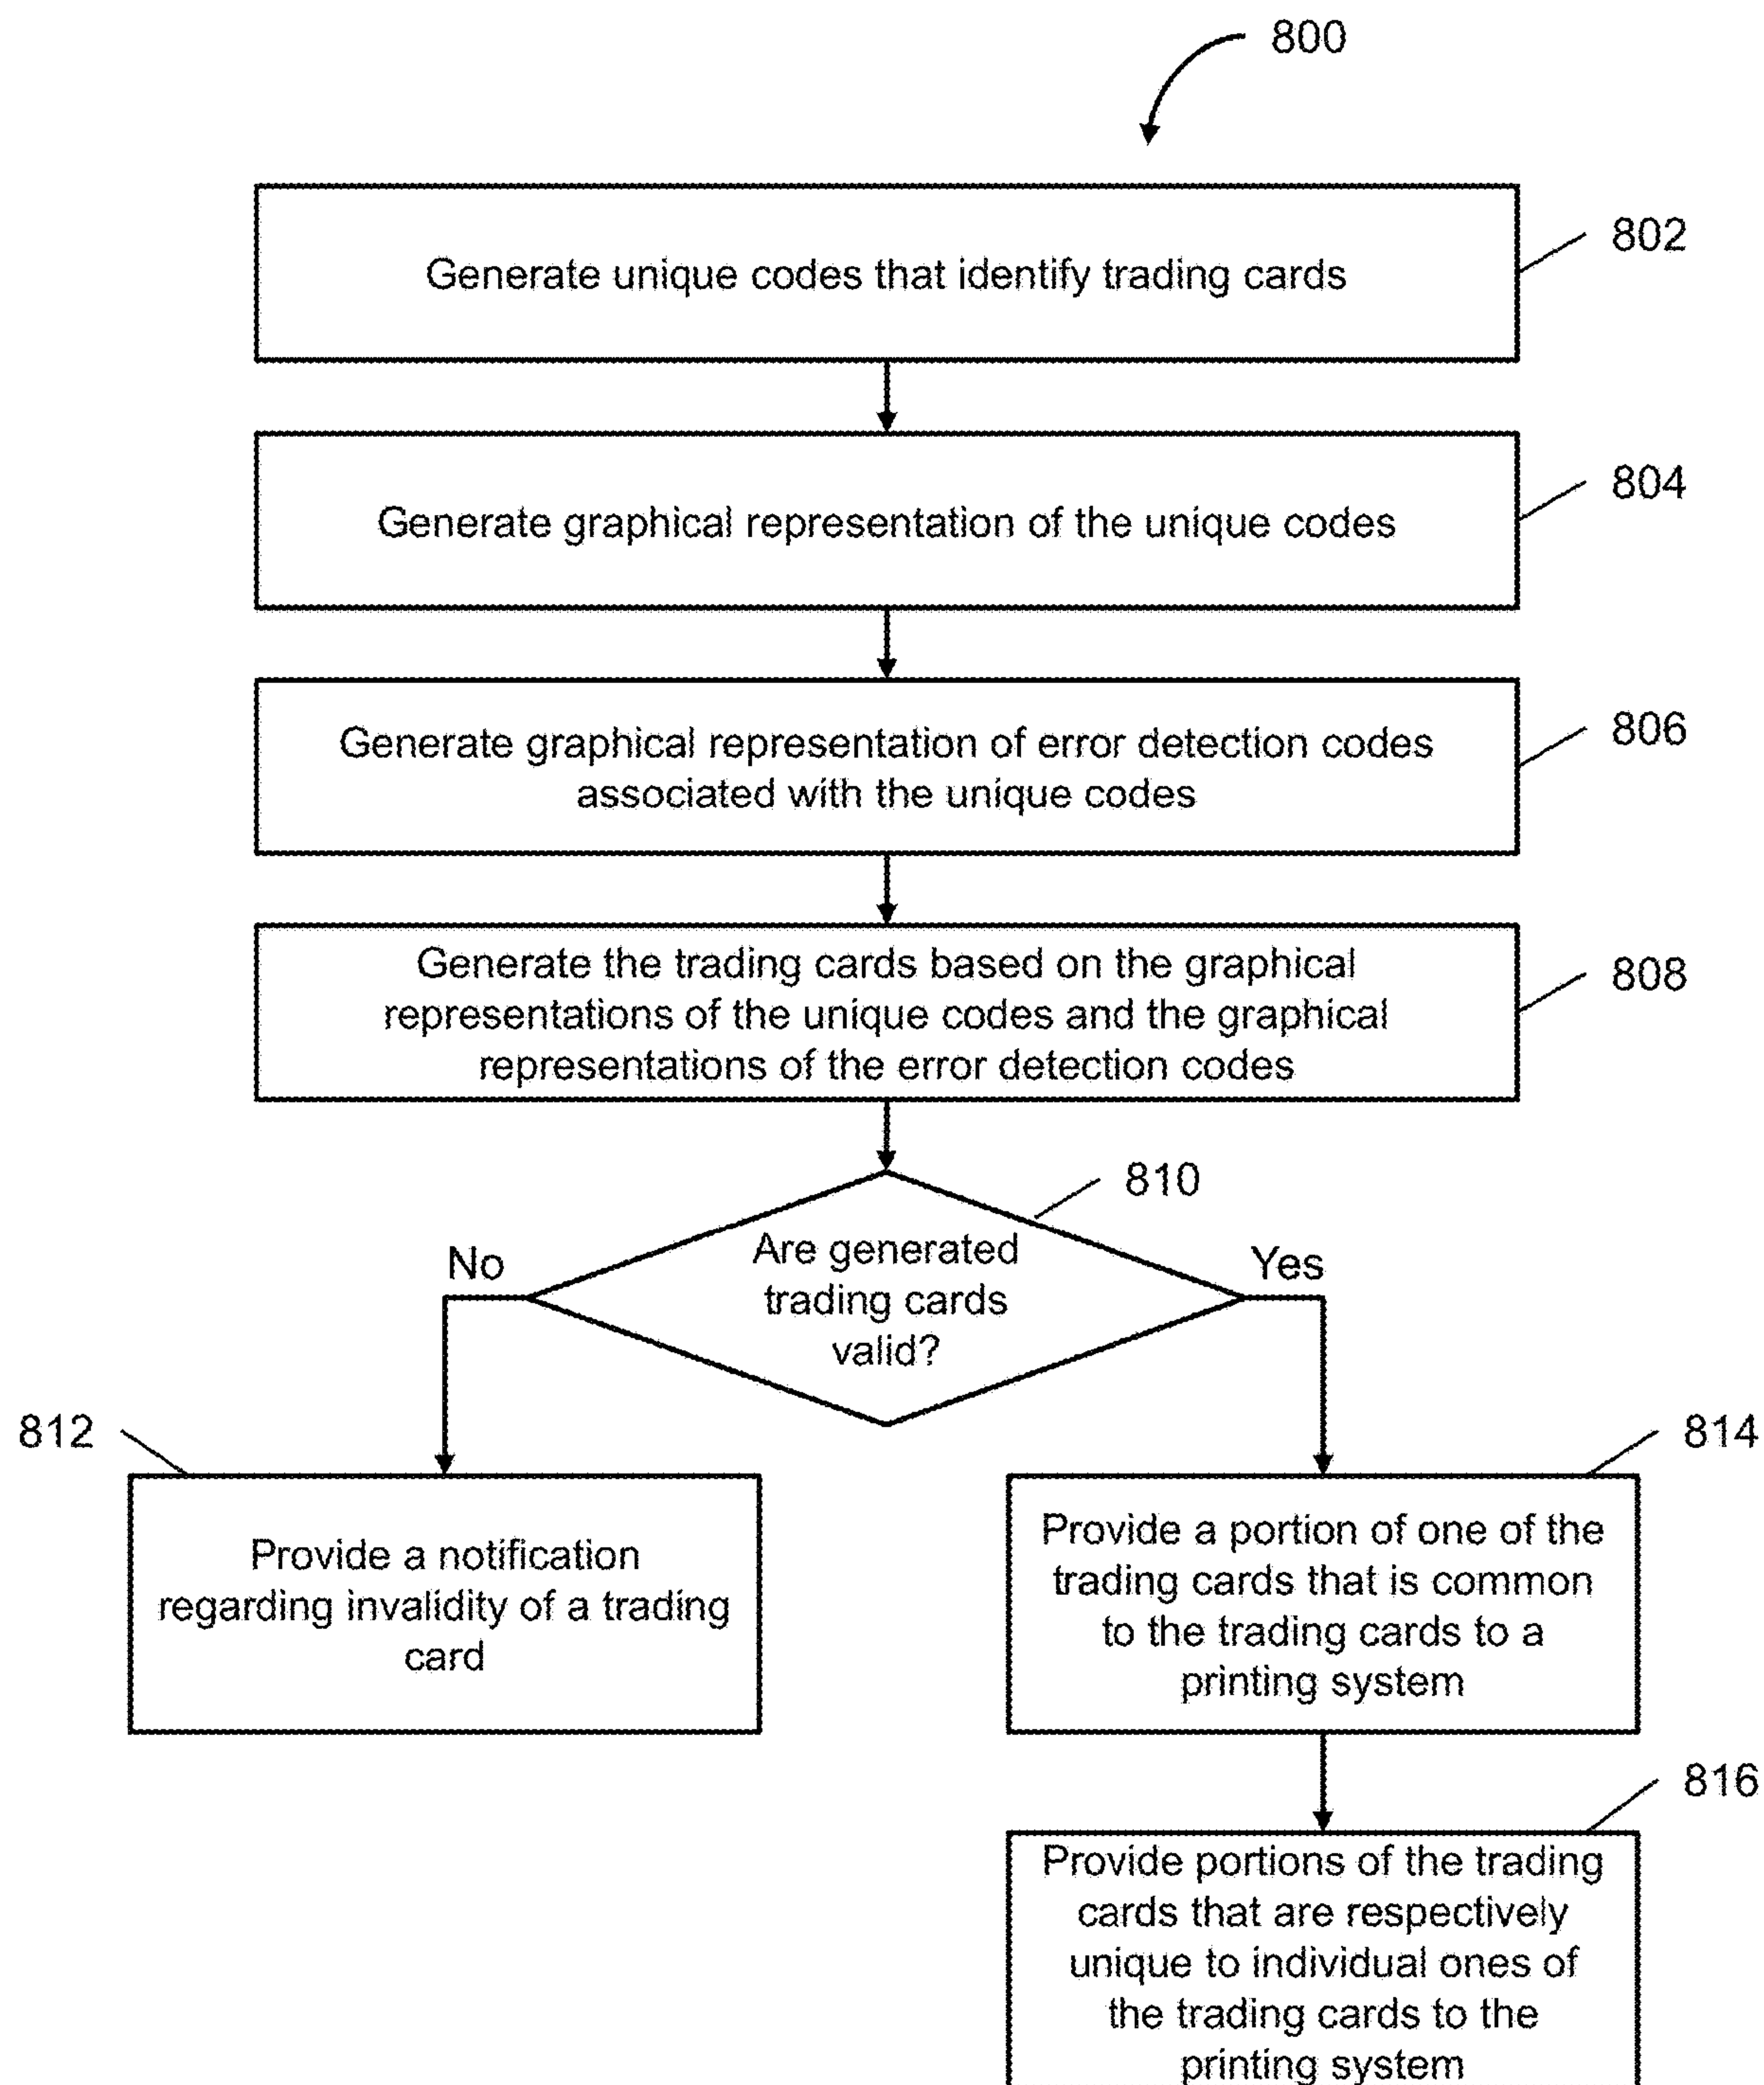 800
Generate unique codes that identify trading cards
802
Generate graphical representation of the unique codes
804
Generate graphical representation of error detection codes
associated with the unique codes
806
Generate the trading cards based on the graphical
representations of the unique codes and the graphical
representations of the error detection codes
808
810
Are generated
trading cards
valid?
No
Yes
812
Provide a notification
regarding invalidity of a trading
card
814
Provide a portion of one of the
trading cards that is common
to the trading cards to a
printing system
816
Provide portions of the trading
cards that are respectively
unique to individual ones of
the trading cards to the
printing system